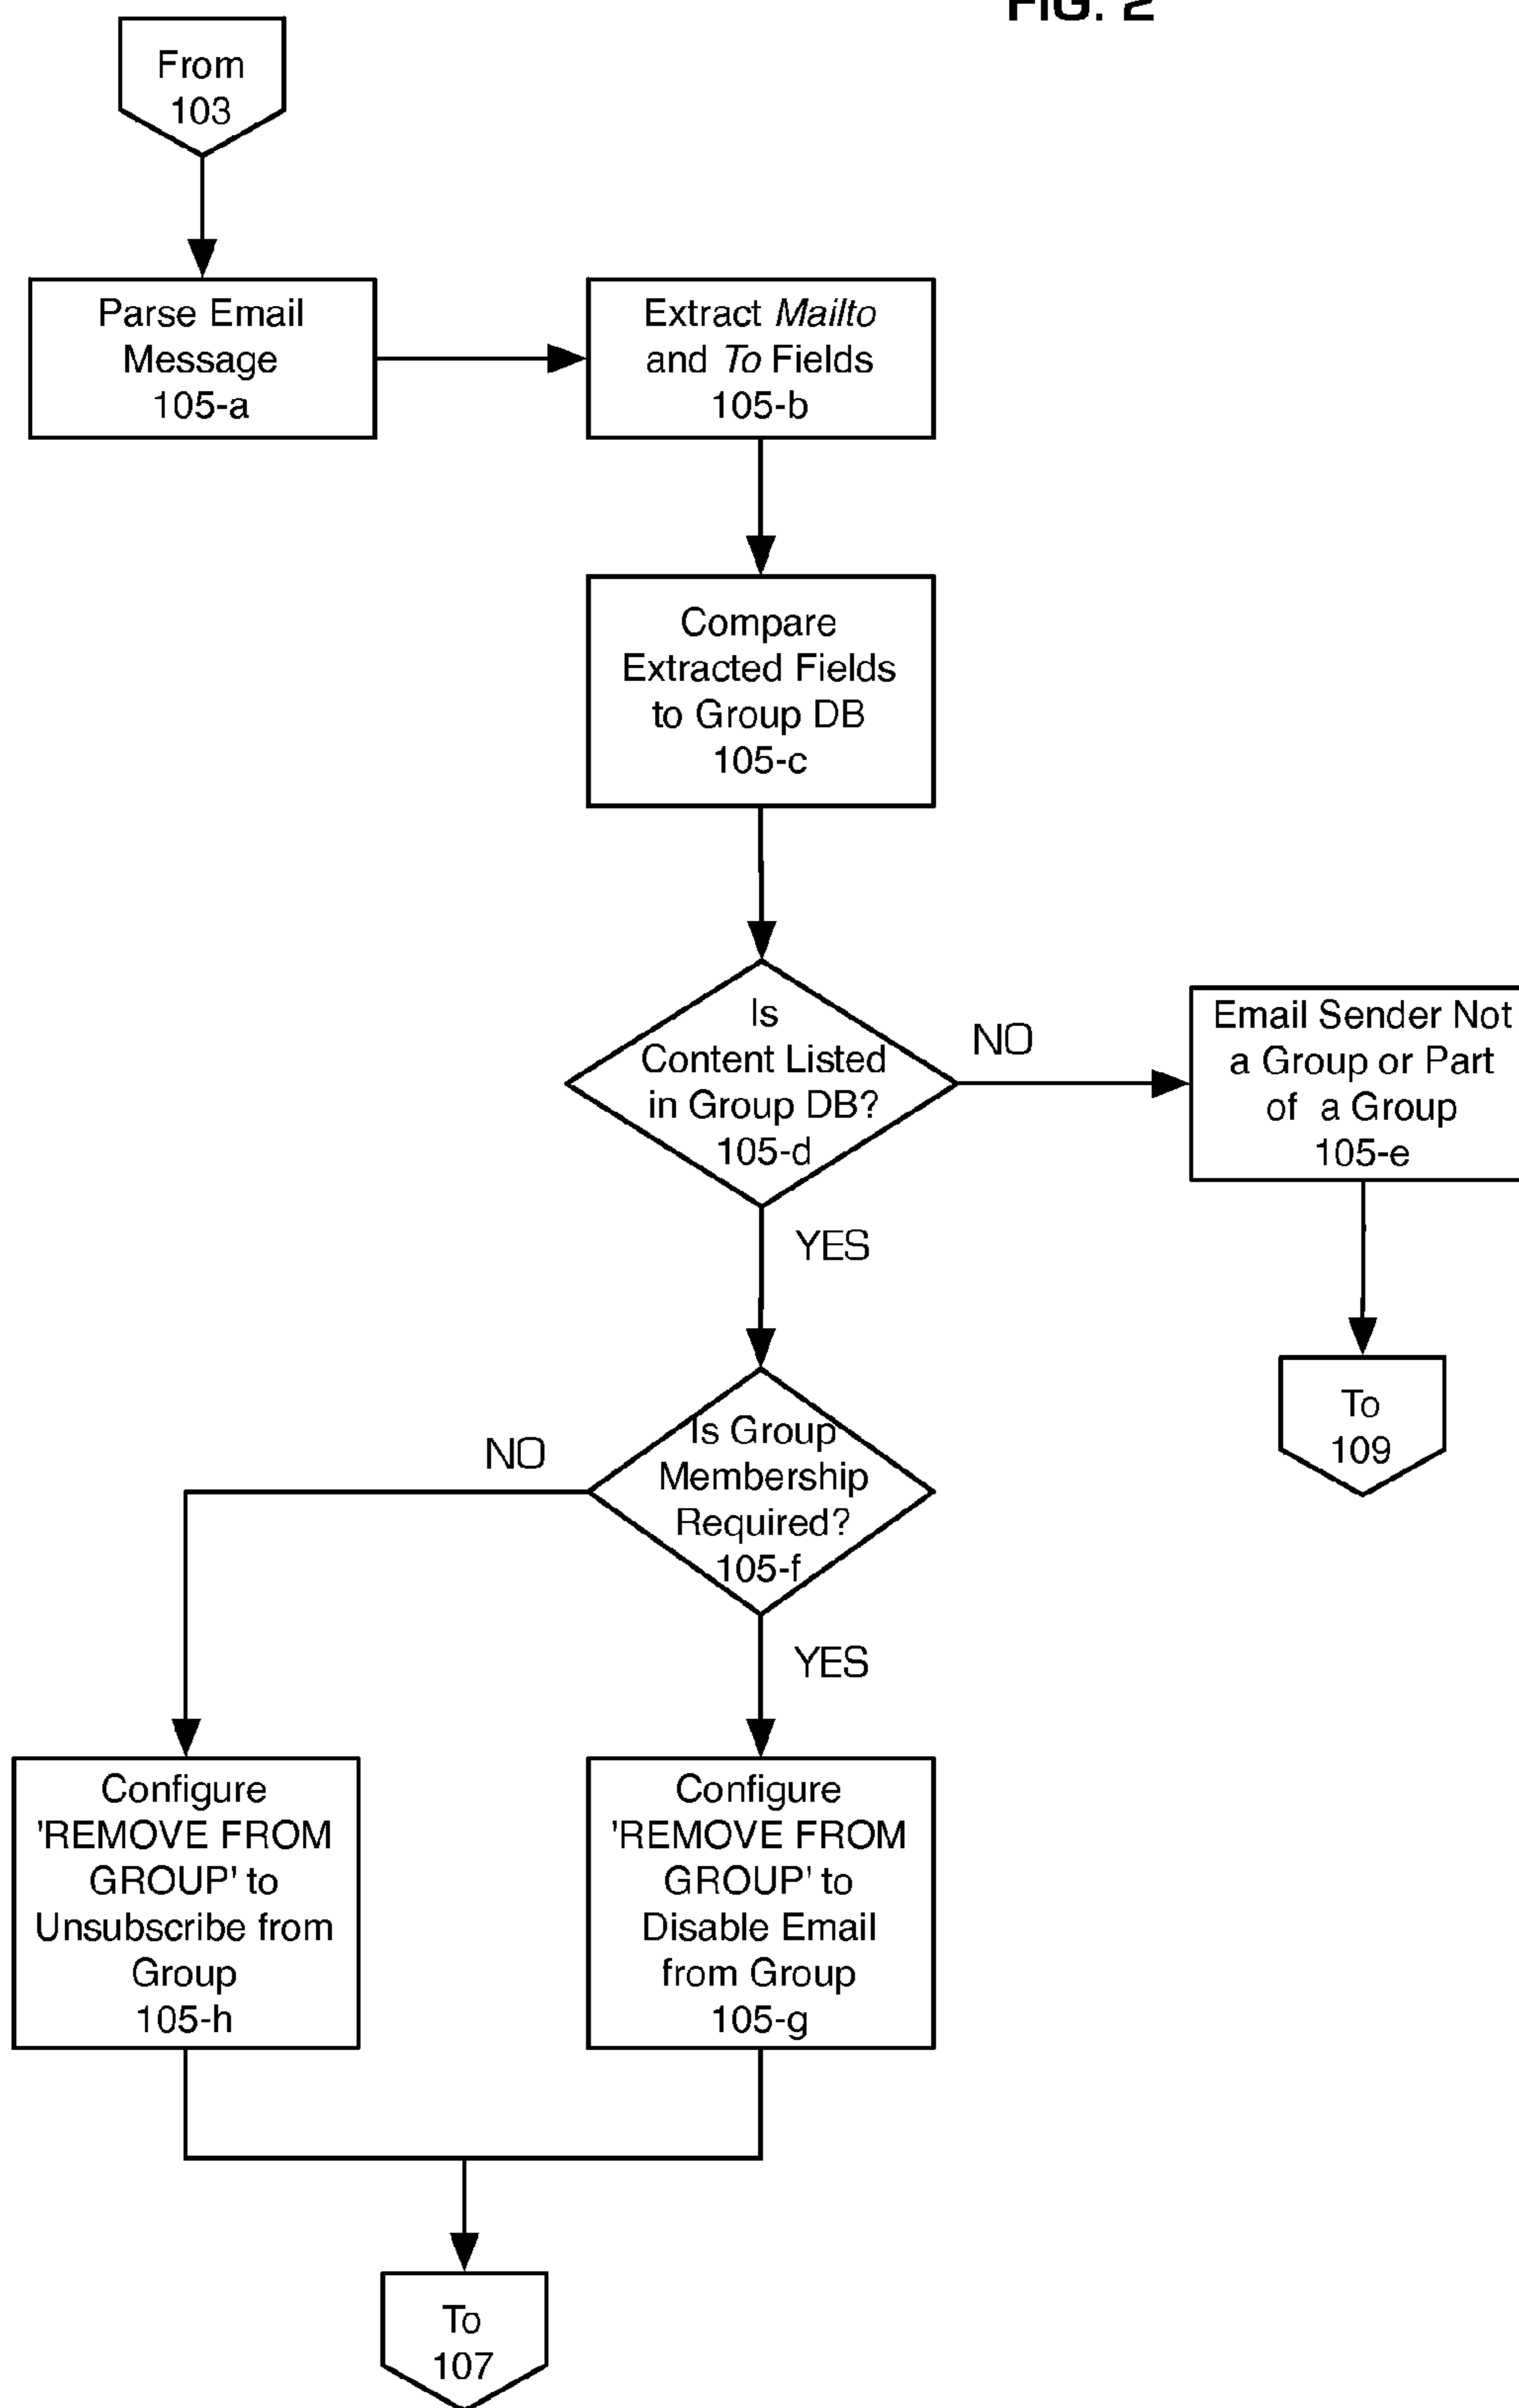 FIG. 2
From
103
Parse Email
Message
105-a
Extract Mailto
and To Fields
105-b
Compare
Extracted Fields
to Group DB
105-c
Is
Content Listed
in Group DB?
105-d
NO
Email Sender Not
a Group or Part
of a Group
105-e
YES
To
109
Is Group
Membership
Required?
105-f
NO
YES
Configure
'REMOVE FROM
GROUP' to
Unsubscribe from
Group
105-h
Configure
'REMOVE FROM
GROUP' to
Disable Email
from Group
105-g
To
107